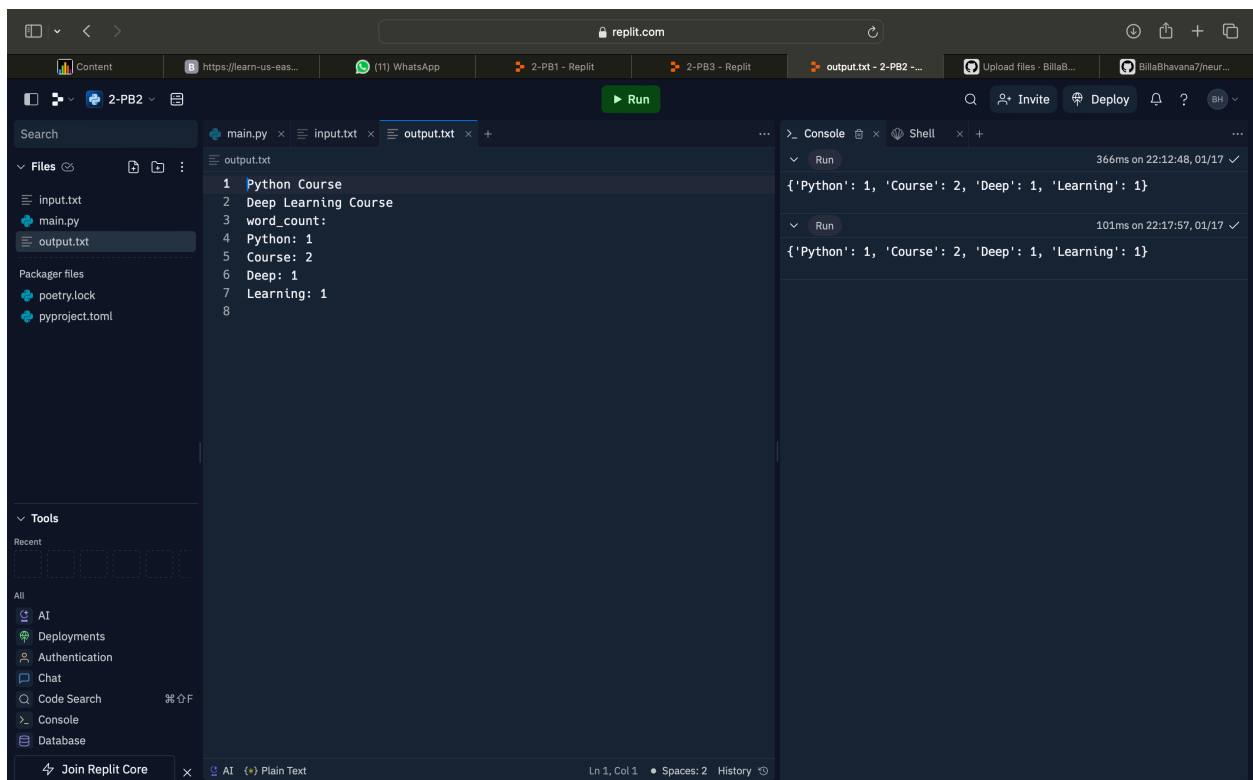 replit.com
Content
https://learn-us-eas...
(11) WhatsApp
2-PB1 - Replit
2-PB3 - Replit
output.txt - 2-PB2 -...
Upload files · BillaB...
BillaBhavana7/neur...
2-PB2
Run
Invite
Deploy
?
BH
Search
Files
input.txt
main.py
output.txt
Packager files
poetry.lock
pyproject.toml
Tools
Recent
All
AI
Deployments
Authentication
Chat
Code Search ⌘⇧F
Console
Database
Join Replit Core
main.py
input.txt
output.txt
output.txt
1 Python Course
2 Deep Learning Course
3 word_count:
4 Python: 1
5 Course: 2
6 Deep: 1
7 Learning: 1
8
AI {•} Plain Text
Ln 1, Col 1 • Spaces: 2 History
Console
Shell
Run 366ms on 22:12:48, 01/17
{'Python': 1, 'Course': 2, 'Deep': 1, 'Learning': 1}
Run 101ms on 22:17:57, 01/17
{'Python': 1, 'Course': 2, 'Deep': 1, 'Learning': 1}